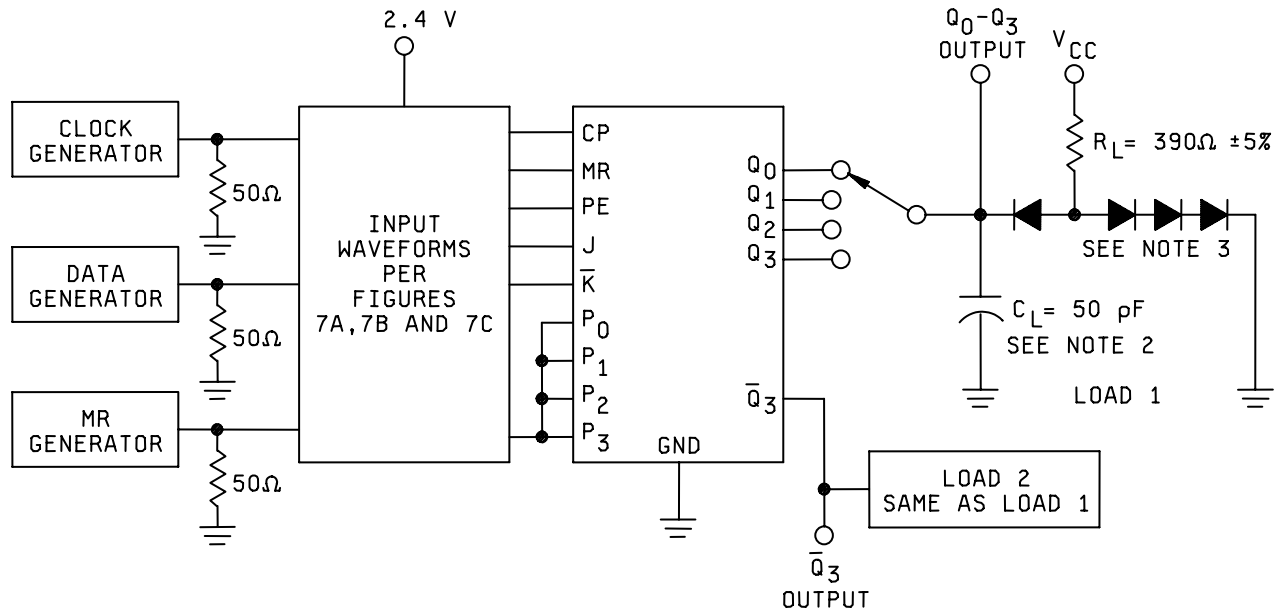 2.4 V
Q0-Q3
OUTPUT
VCC
CLOCK
GENERATOR
50Ω
DATA
GENERATOR
50Ω
MR
GENERATOR
50Ω
INPUT
WAVEFORMS
PER
FIGURES
7A,7B AND 7C
CP
MR
PE
J
K̅
P0
P1
P2
P3
Q0
Q1
Q2
Q3
Q̅3
GND
RL= 390Ω ±5%
SEE NOTE 3
CL= 50 pF
SEE NOTE 2
LOAD 1
LOAD 2
SAME AS LOAD 1
Q̅3
OUTPUT